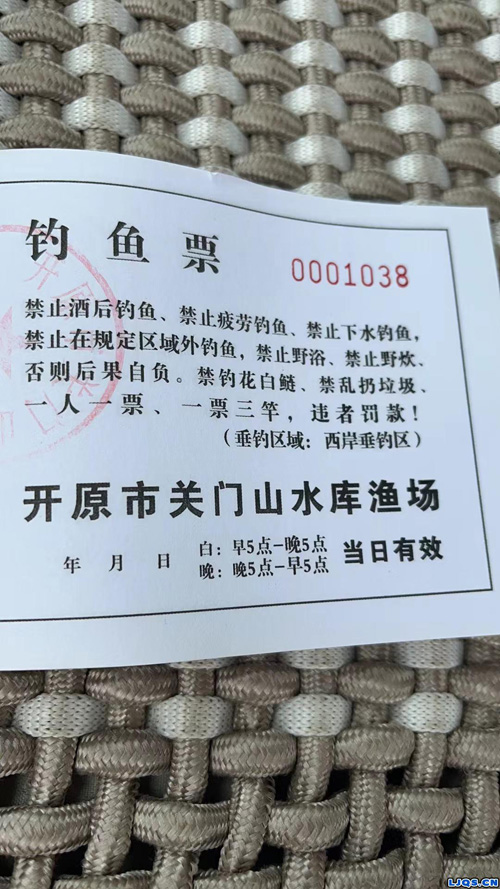 钓鱼票
0001038
禁止酒后钓鱼、禁止疲劳钓鱼、禁止下水钓鱼，
禁止在规定区域外钓鱼，禁止野浴、禁止野炊、
否则后果自负。禁钓花白鲢、禁乱扔垃圾、
一人一票、一票三竿，违者罚款！
（垂钓区域：西岸垂钓区）
开原市关门山水库渔场
年 月 日 白：早5点—晚5点 当日有效
晚：晚5点—早5点
LJQS.CN